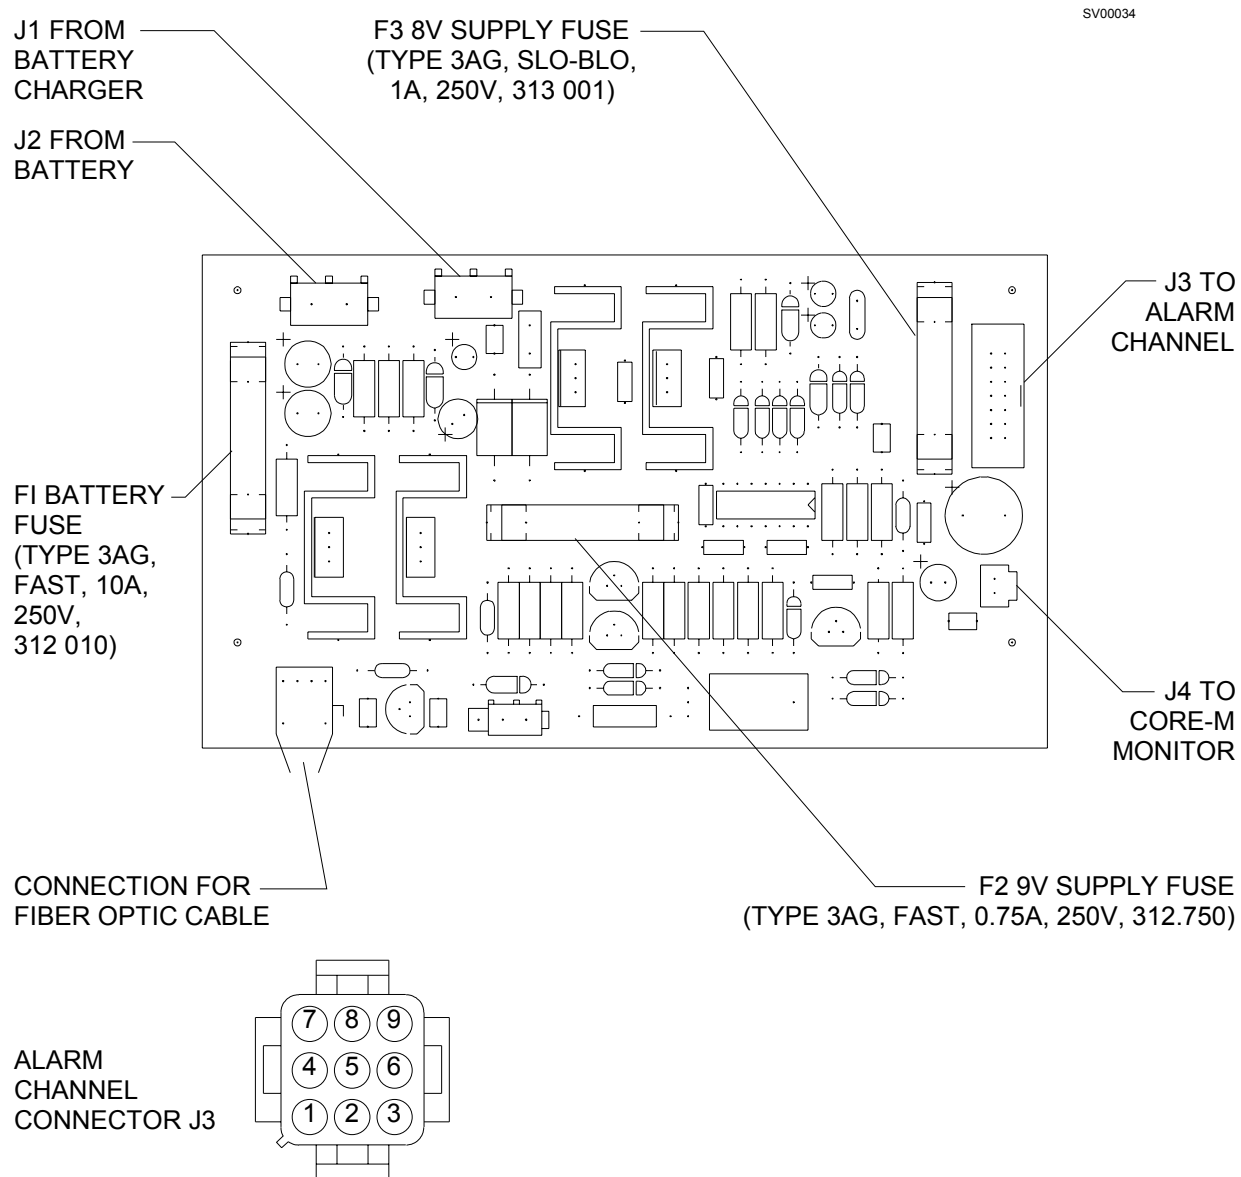 SV00034
J1 FROM
BATTERY
CHARGER
F3 8V SUPPLY FUSE
(TYPE 3AG, SLO-BLO,
1A, 250V, 313 001)
J2 FROM
BATTERY
J3 TO
ALARM
CHANNEL
FI BATTERY
FUSE
(TYPE 3AG,
FAST, 10A,
250V,
312 010)
J4 TO
CORE-M
MONITOR
CONNECTION FOR
FIBER OPTIC CABLE
F2 9V SUPPLY FUSE
(TYPE 3AG, FAST, 0.75A, 250V, 312.750)
ALARM
CHANNEL
CONNECTOR J3
7 8 9
4 5 6
1 2 3